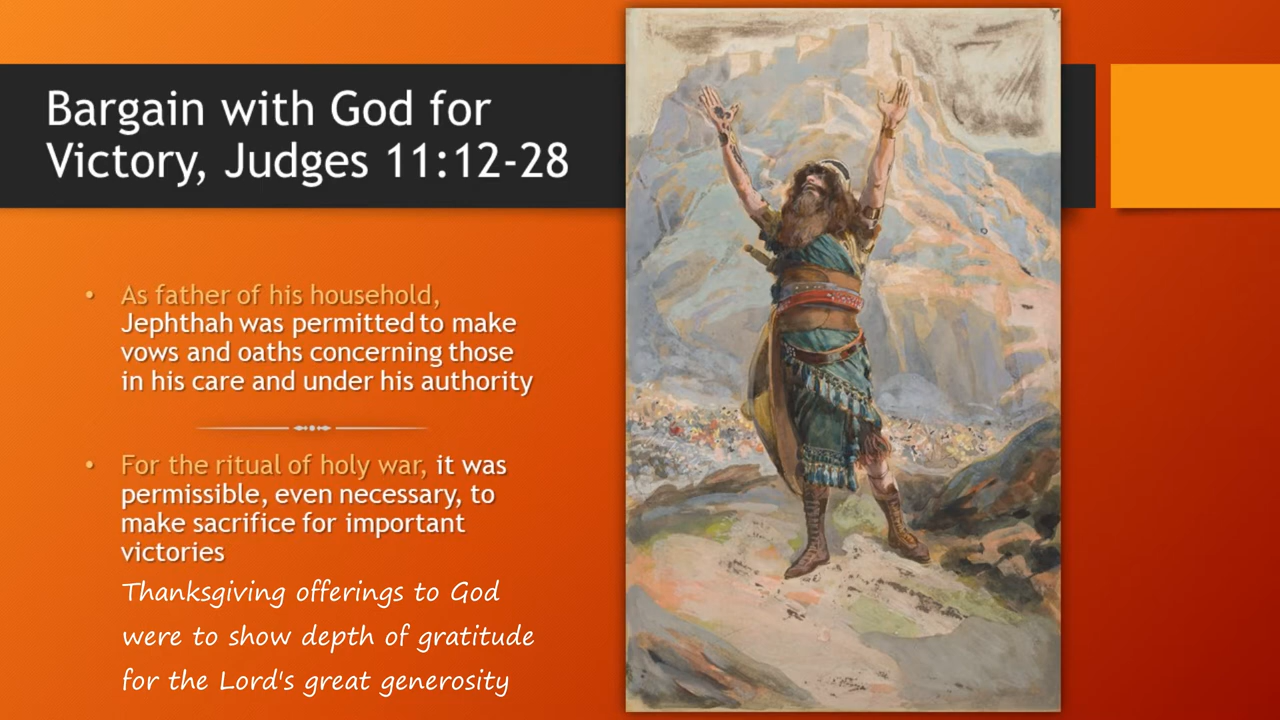 Bargain with God for
Victory, Judges 11:12-28
• As father of his household,
Jephthah was permitted to make
vows and oaths concerning those
in his care and under his authority
• For the ritual of holy war, it was
permissible, even necessary, to
make sacrifice for important
victories
Thanksgiving offerings to God
were to show depth of gratitude
for the Lord's great generosity